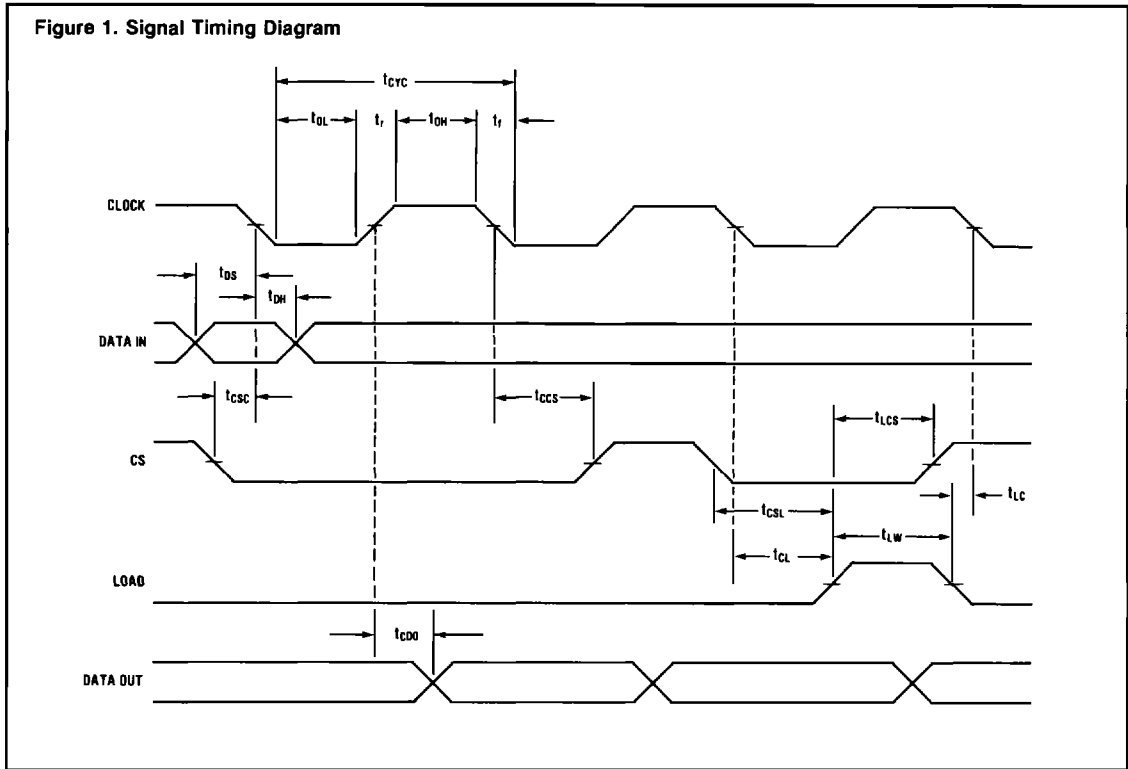 Figure 1. Signal Timing Diagram
tCYC
tOL tr tOH tf
CLOCK
tDS
tDH
DATA IN
tCSC tCCS
tLCS
CS
tLC
tCSL
tLW
tCL
LOAD
tCDO
DATA OUT